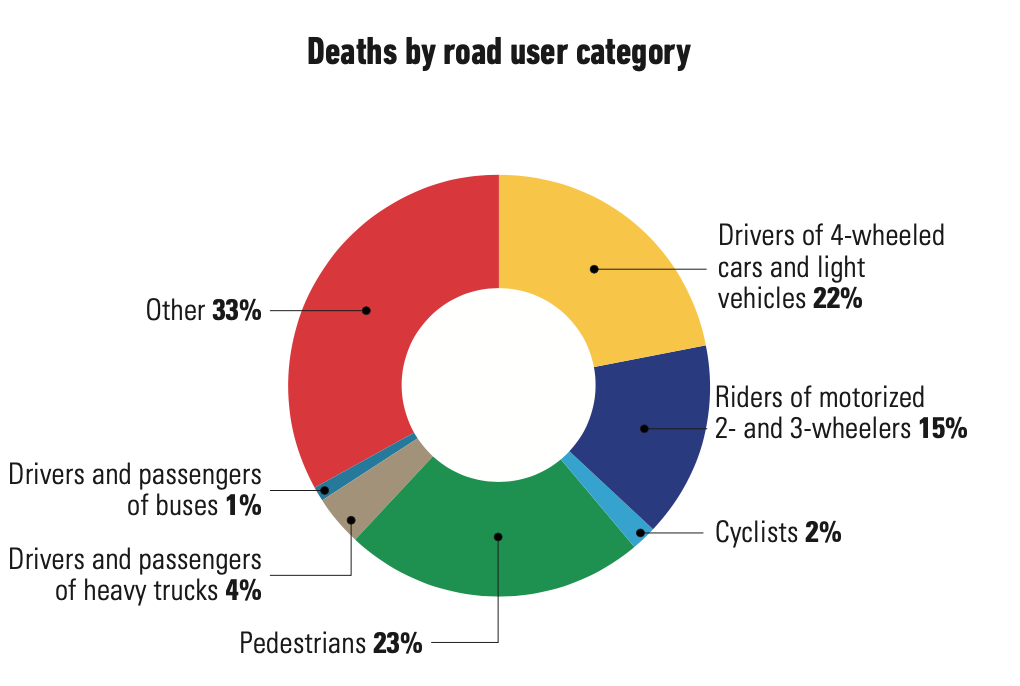 Deaths by road user category
Drivers of 4-wheeled
cars and light
vehicles 22%
Riders of motorized
2- and 3-wheelers 15%
Cyclists 2%
Pedestrians 23%
Drivers and passengers
of heavy trucks 4%
Drivers and passengers
of buses 1%
Other 33%